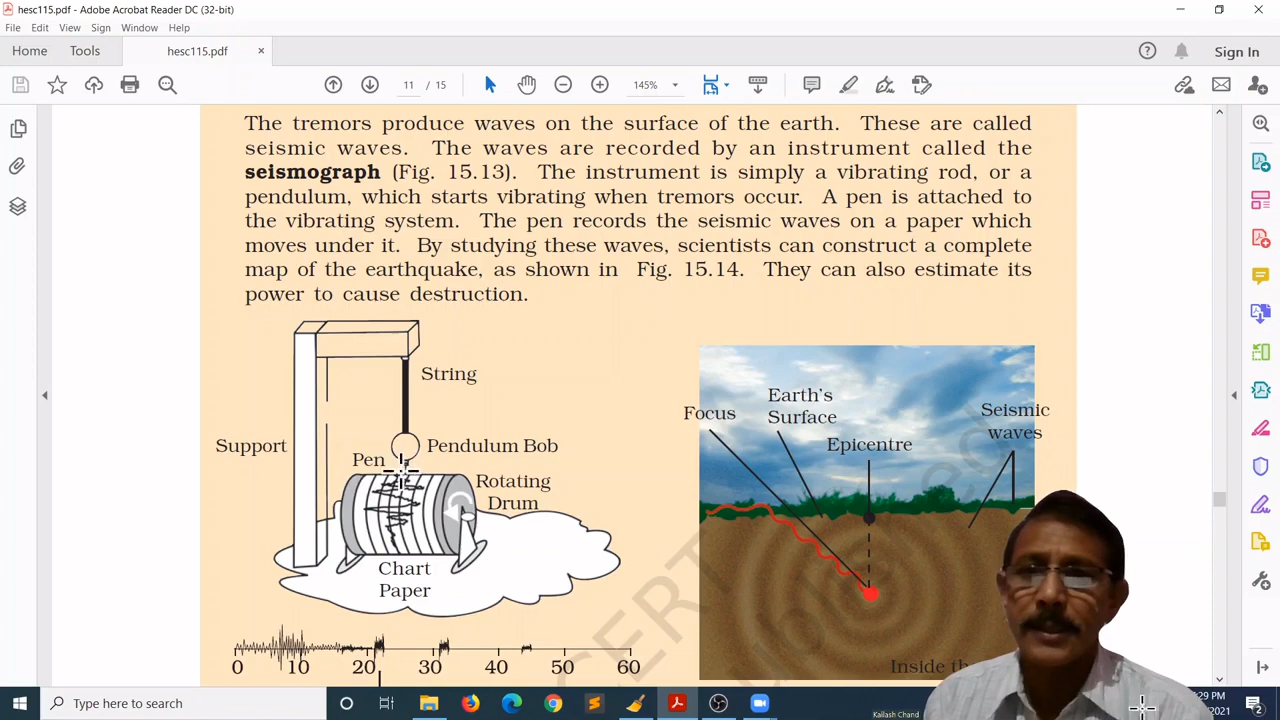 hesc115.pdf - Adobe Acrobat Reader DC (32-bit)
File Edit View Sign Window Help
Home Tools hesc115.pdf × Sign In
11 / 15 145%
The tremors produce waves on the surface of the earth. These are called
seismic waves. The waves are recorded by an instrument called the
seismograph (Fig. 15.13). The instrument is simply a vibrating rod, or a
pendulum, which starts vibrating when tremors occur. A pen is attached to
the vibrating system. The pen records the seismic waves on a paper which
moves under it. By studying these waves, scientists can construct a complete
map of the earthquake, as shown in Fig. 15.14. They can also estimate its
power to cause destruction.
String
Support
Pendulum Bob
Pen
Rotating
Drum
Chart
Paper
0 10 20 30 40 50 60
Focus
Earth's
Surface
Epicentre
Seismic
waves
Inside th
CERT
Type here to search
Kailash Chand
:29 PM
2021
2